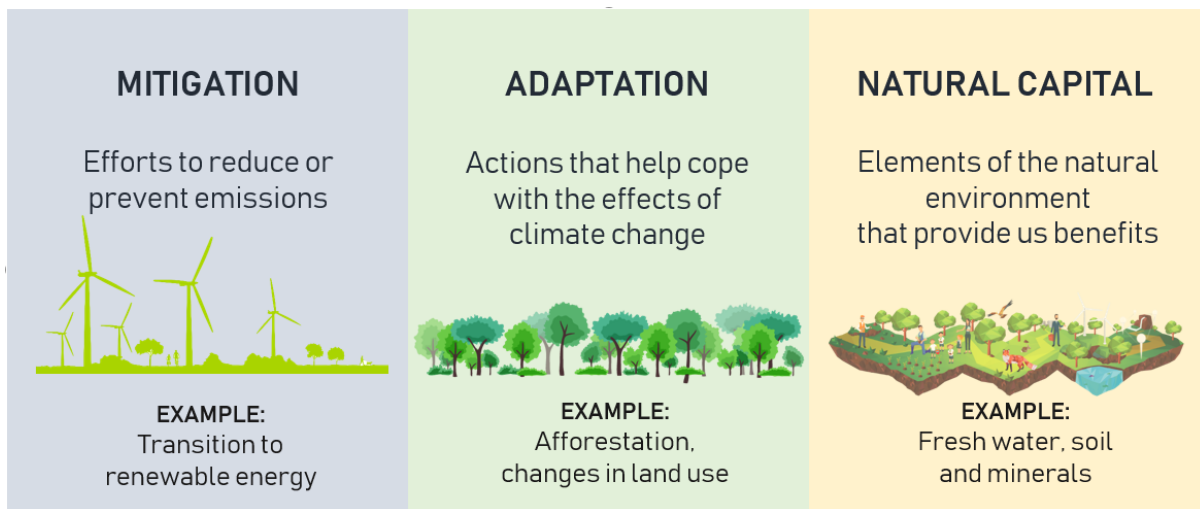 MITIGATION
Efforts to reduce or
prevent emissions
EXAMPLE:
Transition to
renewable energy
ADAPTATION
Actions that help cope
with the effects of
climate change
EXAMPLE:
Afforestation,
changes in land use
NATURAL CAPITAL
Elements of the natural
environment
that provide us benefits
EXAMPLE:
Fresh water, soil
and minerals